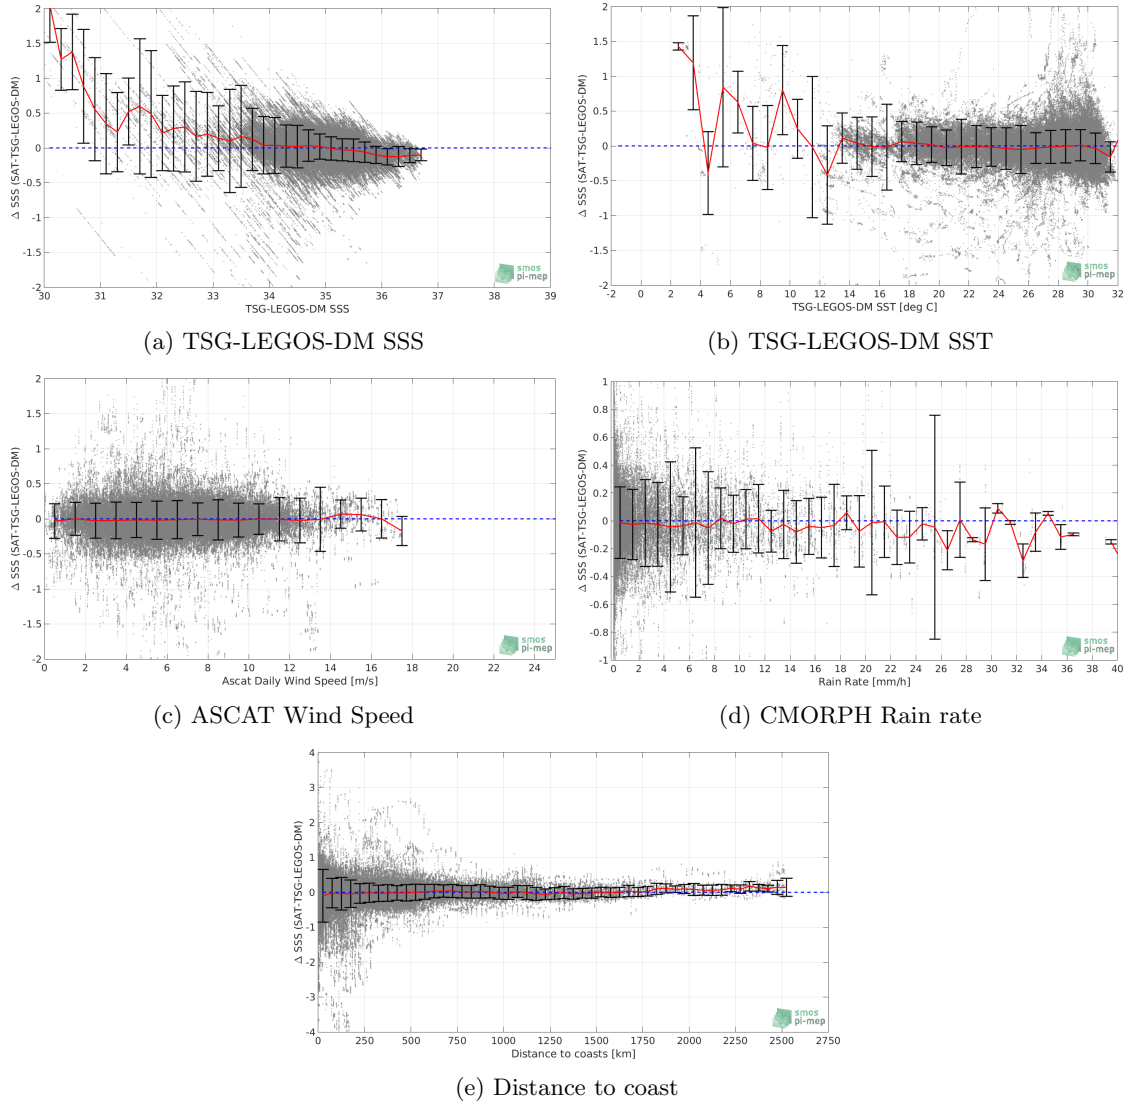 2
1.5
1
0.5
0
-0.5
-1
-1.5
-2
Δ SSS (SAT-TSG-LEGOS-DM)
30 31 32 33 34 35 36 37 38 39
TSG-LEGOS-DM SSS
smos
pi-mep
(a) TSG-LEGOS-DM SSS
2
1.5
1
0.5
0
-0.5
-1
-1.5
-2
Δ SSS (SAT-TSG-LEGOS-DM)
-2 0 2 4 6 8 10 12 14 16 18 20 22 24 26 28 30 32
TSG-LEGOS-DM SST [deg C]
smos
pi-mep
(b) TSG-LEGOS-DM SST
2
1.5
1
0.5
0
-0.5
-1
-1.5
-2
Δ SSS (SAT-TSG-LEGOS-DM)
0 2 4 6 8 10 12 14 16 18 20 22 24
Ascat Daily Wind Speed [m/s]
smos
pi-mep
(c) ASCAT Wind Speed
1
0.8
0.6
0.4
0.2
0
-0.2
-0.4
-0.6
-0.8
-1
Δ SSS (SAT-TSG-LEGOS-DM)
0 2 4 6 8 10 12 14 16 18 20 22 24 26 28 30 32 34 36 38 40
Rain Rate [mm/h]
smos
pi-mep
(d) CMORPH Rain rate
4
3
2
1
0
-1
-2
-3
-4
Δ SSS (SAT-TSG-LEGOS-DM)
0 250 500 750 1000 1250 1500 1750 2000 2250 2500 2750
Distance to coasts [km]
smos
pi-mep
(e) Distance to coast